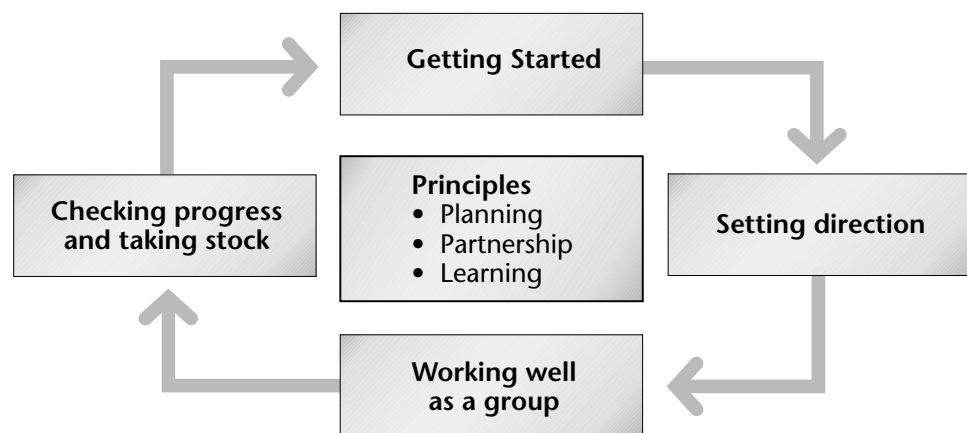 Getting Started
Principles
• Planning
• Partnership
• Learning
Checking progress
and taking stock
Setting direction
Working well
as a group